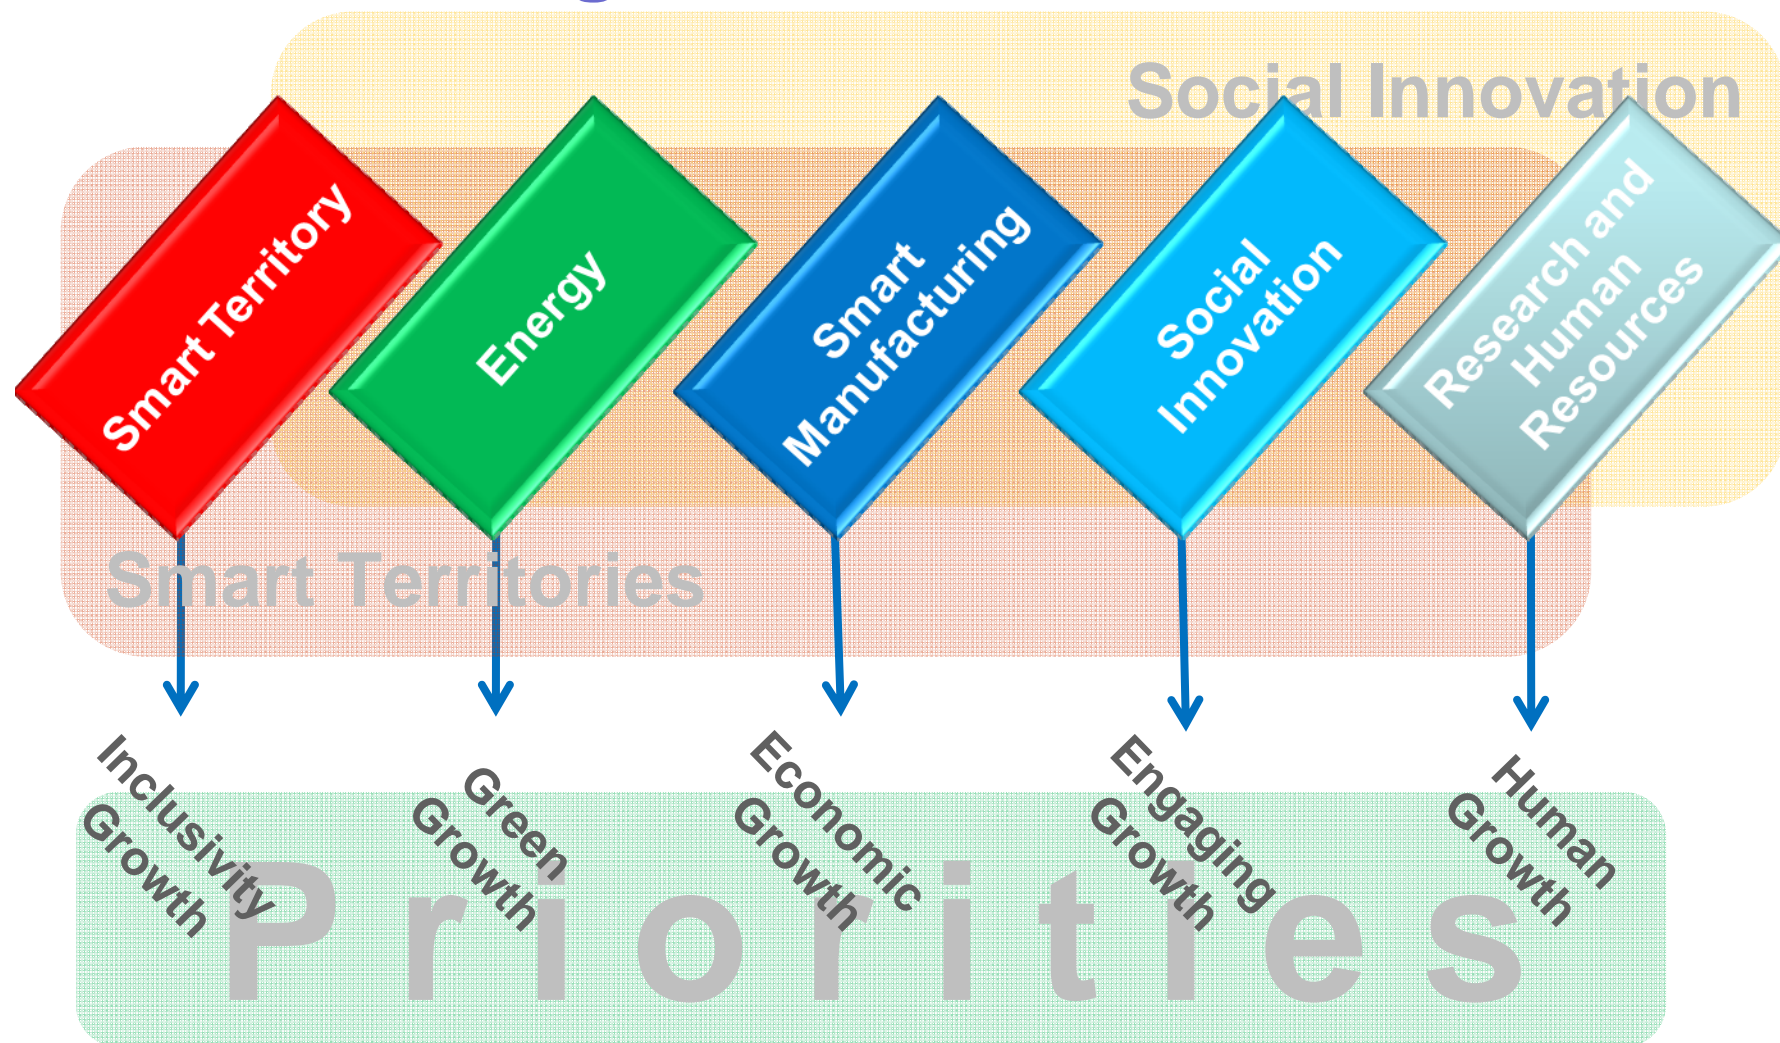 Social Innovation
Smart Territory
Energy
Smart
Manufacturing
Social
Innovation
Research and
Human
Resources
Smart Territories
Inclusivity
Growth
Green
Growth
Economic
Growth
Engaging
Growth
Human
Growth
Priorities